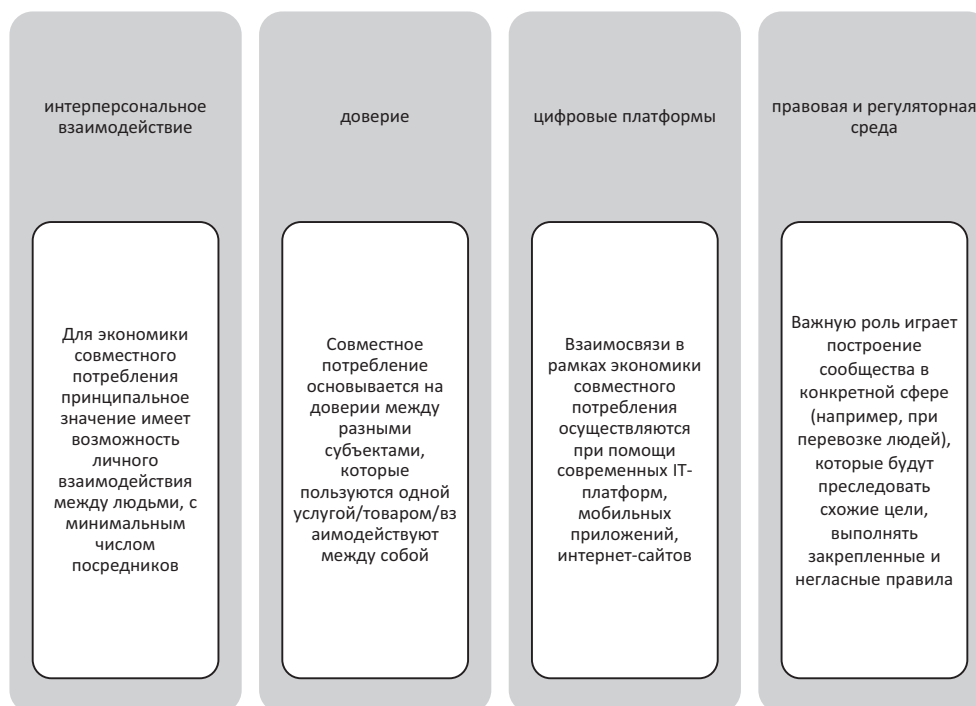 интерперсональное
взаимодействие
Для экономики
совместного
потребления
принципальное
значение имеет
возможность
личного
взаимодействия
между людьми, с
минимальным
числом
посредников
доверие
Совместное
потребление
основывается на
доверии между
разными
субъектами,
которые
пользуются одной
услугой/товаром/вз
аимодействуют
между собой
цифровые платформы
Взаимосвязи в
рамках экономики
совместного
потребления
осуществляются
при помощи
современных IT-
платформ,
мобильных
приложений,
интернет-сайтов
правовая и регуляторная
среда
Важную роль играет
построение
сообщества в
конкретной сфере
(например, при
перевозке людей),
которые будут
преследовать
схожие цели,
выполнять
закрепленные и
негласные правила